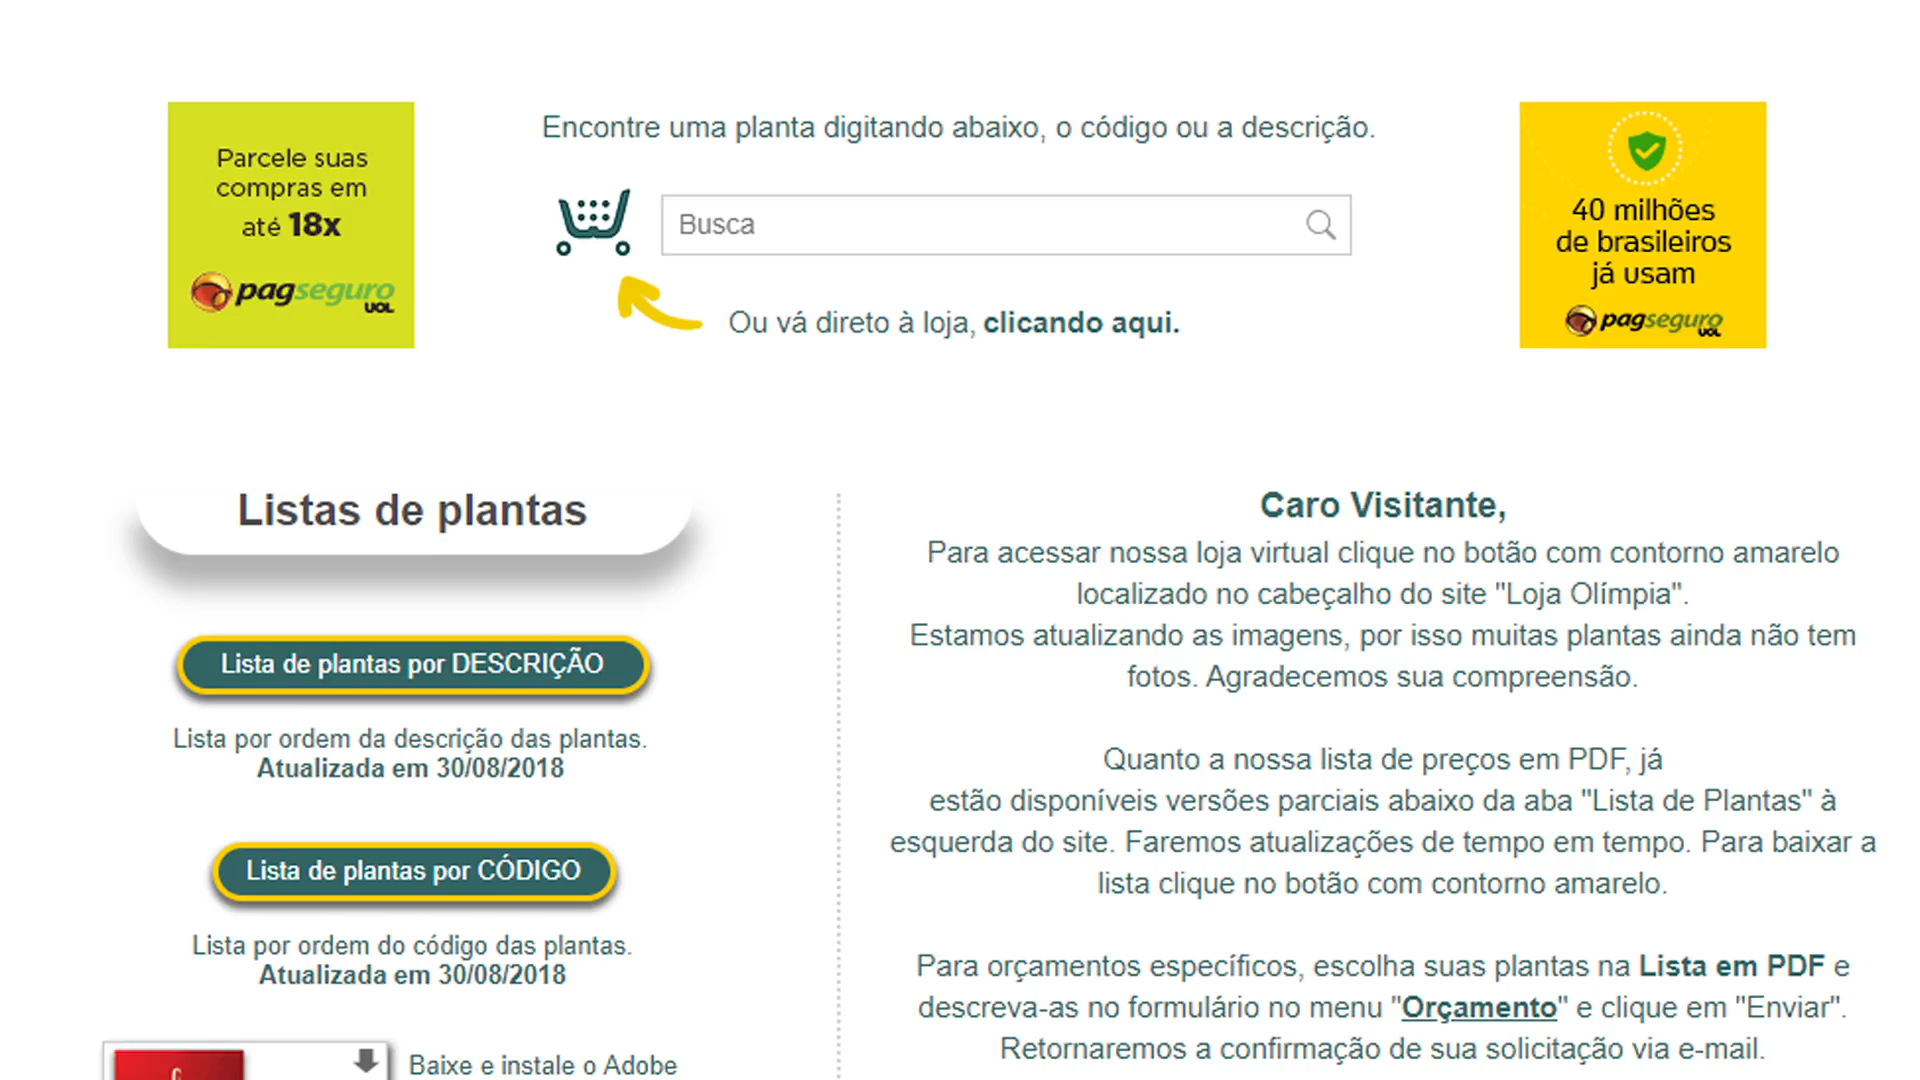 Parcele suas
compras em
até 18x
pagseguro
UOL
Encontre uma planta digitando abaixo, o código ou a descrição.
Busca
Ou vá direto à loja, clicando aqui.
40 milhões
de brasileiros
já usam
pagseguro
UOL
Listas de plantas
Lista de plantas por DESCRIÇÃO
Lista por ordem da descrição das plantas.
Atualizada em 30/08/2018
Lista de plantas por CÓDIGO
Lista por ordem do código das plantas.
Atualizada em 30/08/2018
Baixe e instale o Adobe
Caro Visitante,
Para acessar nossa loja virtual clique no botão com contorno amarelo
localizado no cabeçalho do site "Loja Olímpia".
Estamos atualizando as imagens, por isso muitas plantas ainda não tem
fotos. Agradecemos sua compreensão.
Quanto a nossa lista de preços em PDF, já
estão disponíveis versões parciais abaixo da aba "Lista de Plantas" à
esquerda do site. Faremos atualizações de tempo em tempo. Para baixar a
lista clique no botão com contorno amarelo.
Para orçamentos específicos, escolha suas plantas na Lista em PDF e
descreva-as no formulário no menu "Orçamento" e clique em "Enviar".
Retornaremos a confirmação de sua solicitação via e-mail.